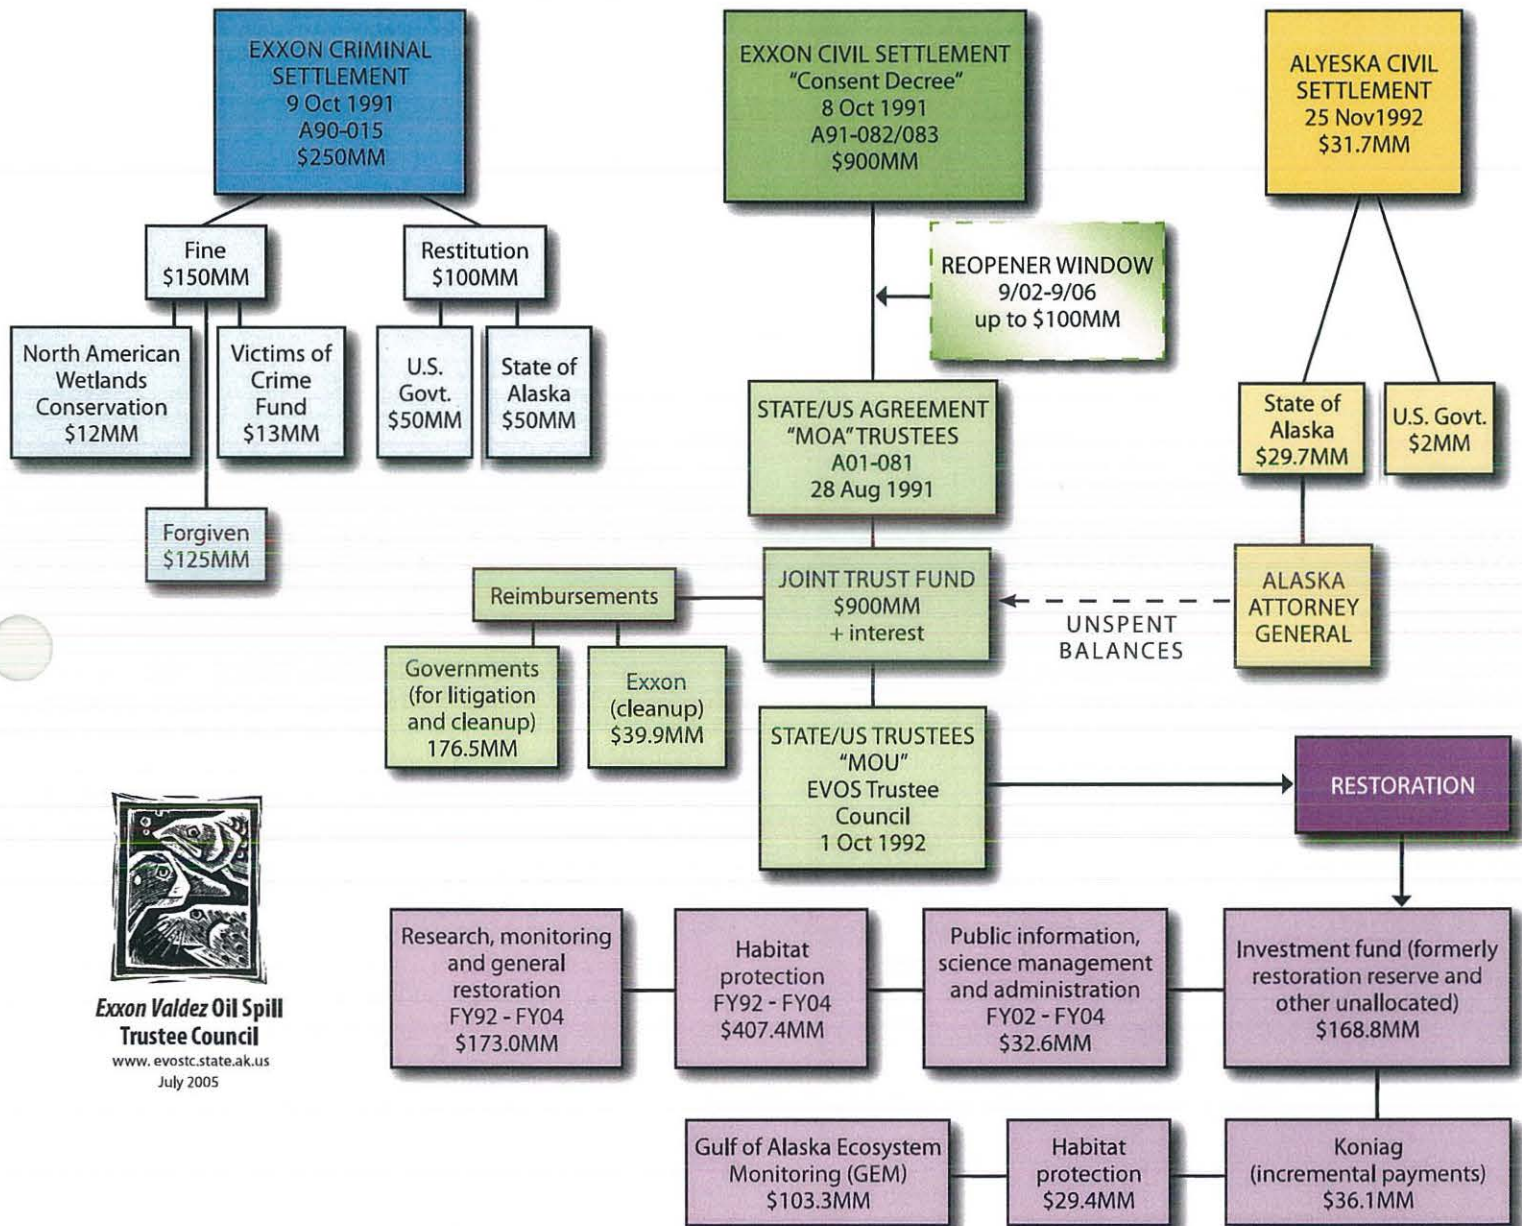 EXXON CRIMINAL
SETTLEMENT
9 Oct 1991
A90-015
$250MM
Fine
$150MM
Restitution
$100MM
North American
Wetlands
Conservation
$12MM
Victims of
Crime
Fund
$13MM
U.S.
Govt.
$50MM
State of
Alaska
$50MM
Forgiven
$125MM
EXXON CIVIL SETTLEMENT
"Consent Decree"
8 Oct 1991
A91-082/083
$900MM
REOPENER WINDOW
9/02-9/06
up to $100MM
STATE/US AGREEMENT
"MOA" TRUSTEES
A01-081
28 Aug 1991
JOINT TRUST FUND
$900MM
+ interest
Reimbursements
Governments
(for litigation
and cleanup)
176.5MM
Exxon
(cleanup)
$39.9MM
STATE/US TRUSTEES
"MOU"
EVOS Trustee
Council
1 Oct 1992
ALYESKA CIVIL
SETTLEMENT
25 Nov1992
$31.7MM
State of
Alaska
$29.7MM
U.S. Govt.
$2MM
ALASKA
ATTORNEY
GENERAL
UNSPENT
BALANCES
RESTORATION
Research, monitoring
and general
restoration
FY92 - FY04
$173.0MM
Habitat
protection
FY92 - FY04
$407.4MM
Public information,
science management
and administration
FY02 - FY04
$32.6MM
Investment fund (formerly
restoration reserve and
other unallocated)
$168.8MM
Gulf of Alaska Ecosystem
Monitoring (GEM)
$103.3MM
Habitat
protection
$29.4MM
Koniag
(incremental payments)
$36.1MM
Exxon Valdez Oil Spill
Trustee Council
www. evostc.state.ak.us
July 2005